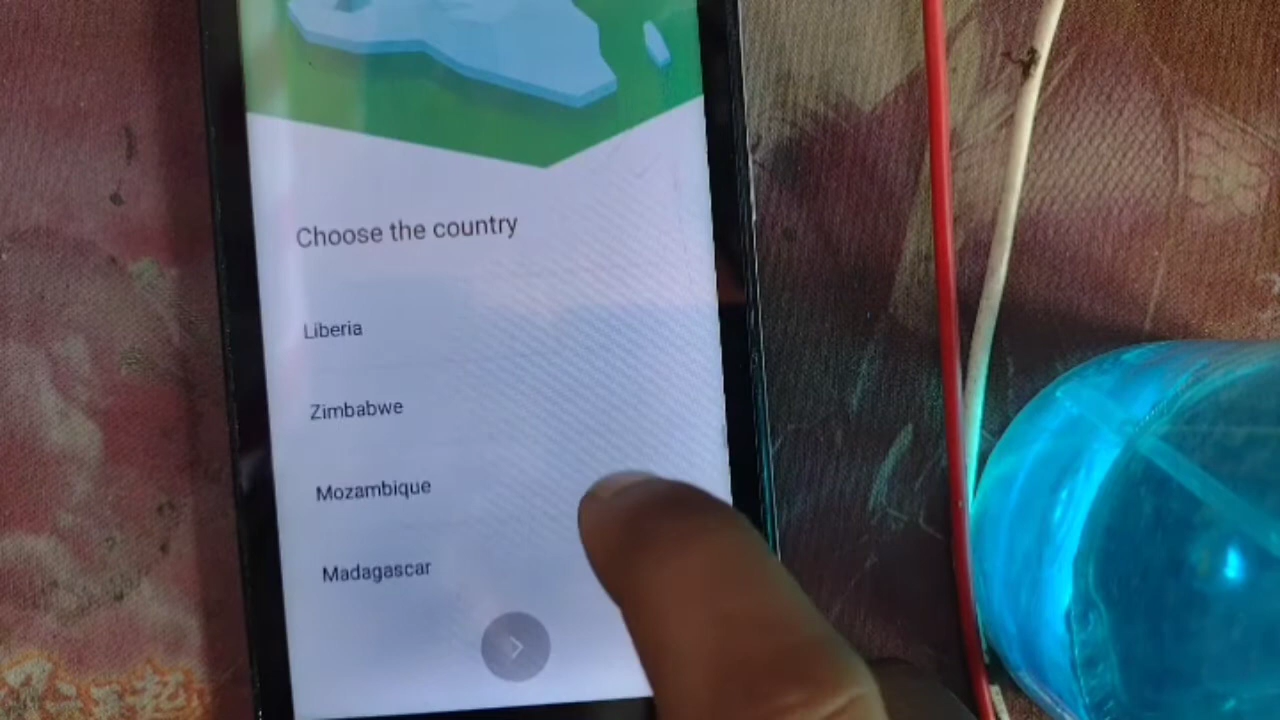 Choose the country
Liberia
Zimbabwe
Mozambique
Madagascar